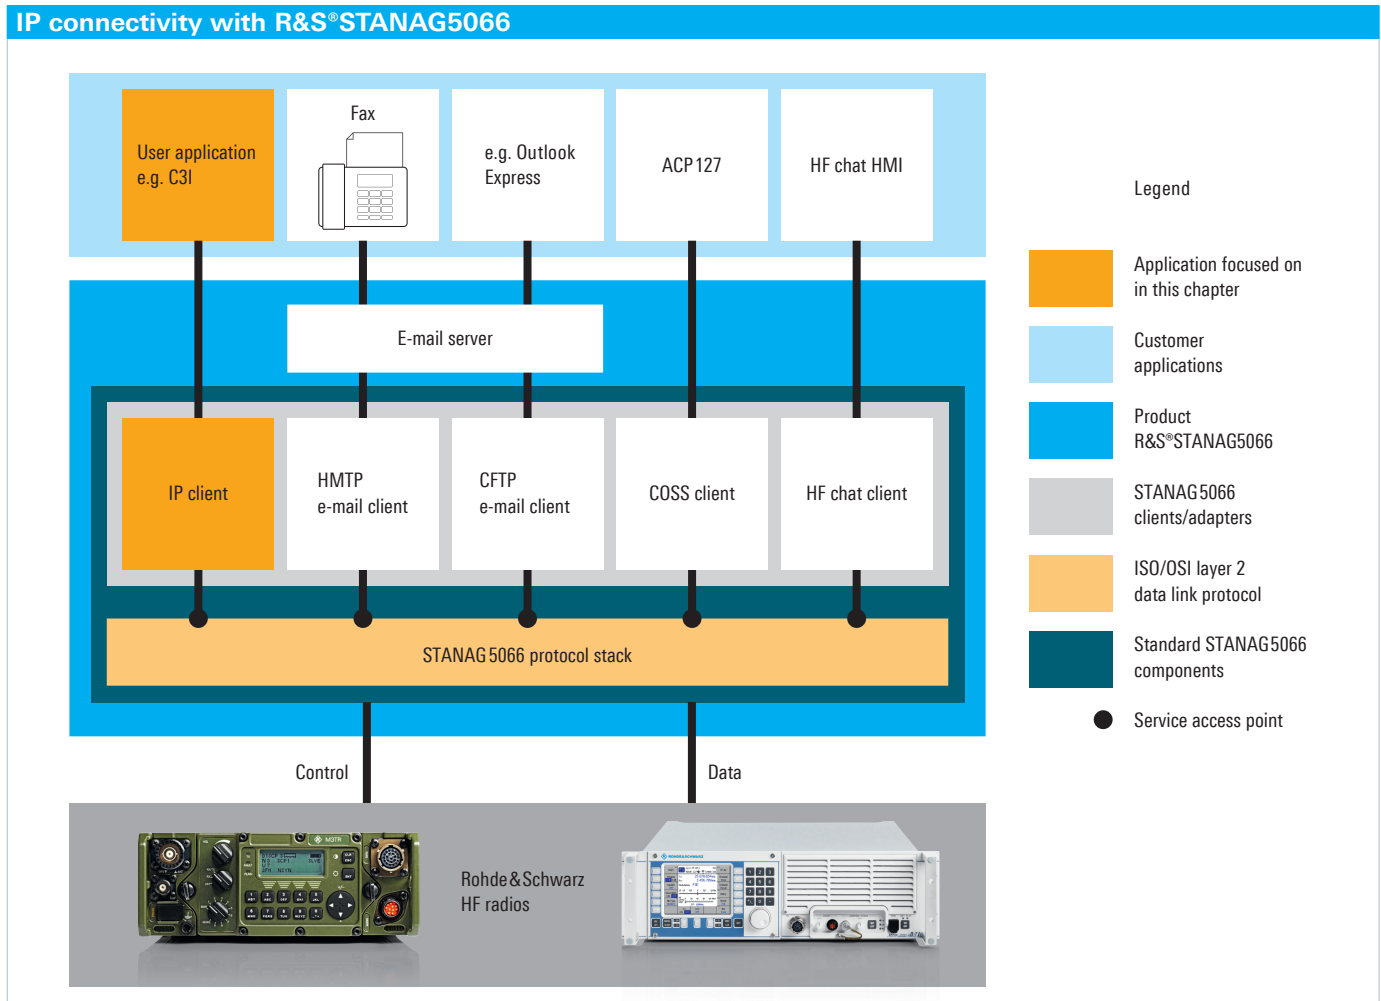 IP connectivity with R&S®STANAG5066
User application
e.g. C3I
Fax
e.g. Outlook
Express
ACP127
HF chat HMI
E-mail server
IP client
HMTP
e-mail client
CFTP
e-mail client
COSS client
HF chat client
STANAG5066 protocol stack
Control
Data
M3TR
Rohde&Schwarz
HF radios
ROHDE&SCHWARZ
Legend
Application focused on
in this chapter
Customer
applications
Product
R&S®STANAG5066
STANAG5066
clients/adapters
ISO/OSI layer 2
data link protocol
Standard STANAG5066
components
Service access point